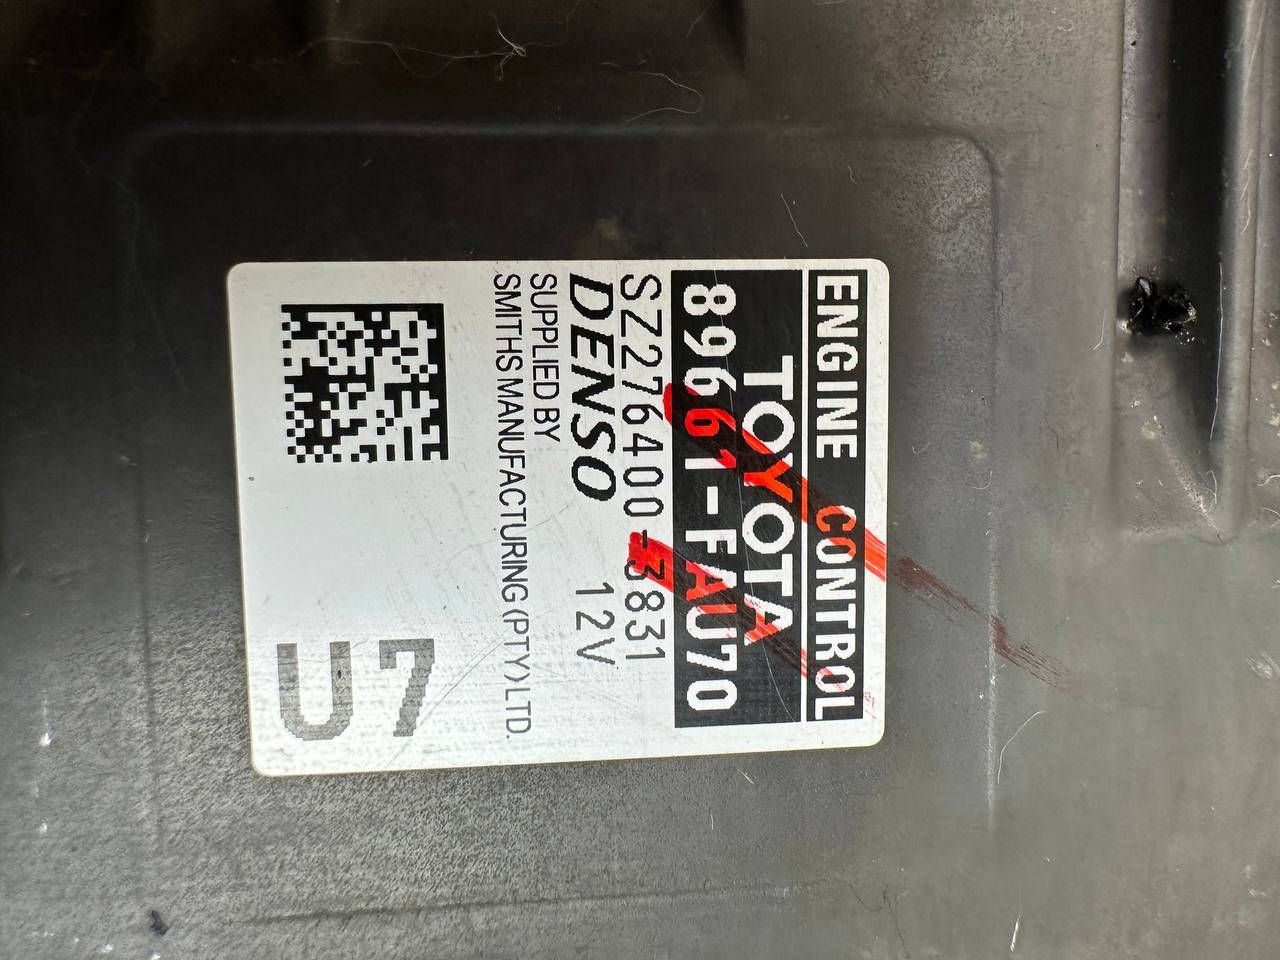 ENGINE CONTROL
TOYOTA
89661-FAU70
SZ276400-3831
DENSO 12V
SUPPLIED BY
SMITHS MANUFACTURING (PTY) LTD.
U7